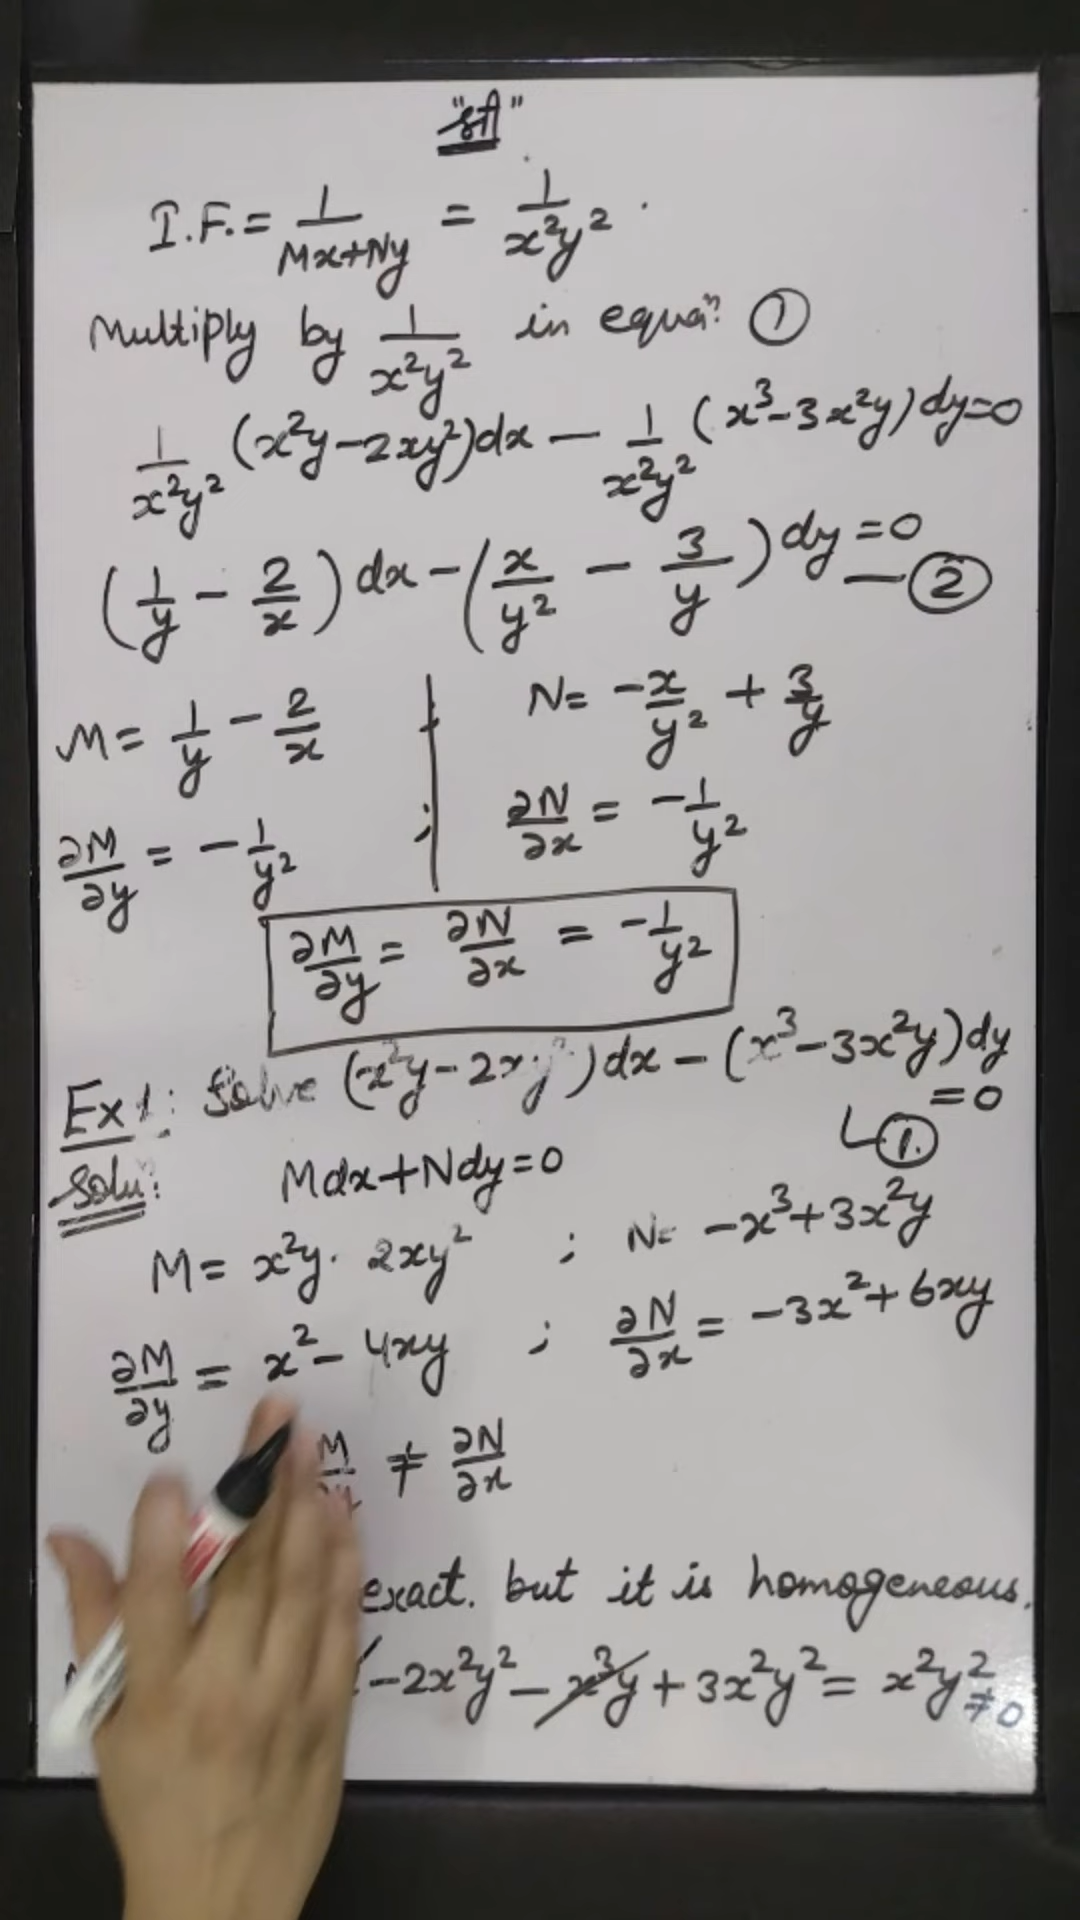 I.F. = 1/(Mx+Ny) = 1/(x²y²).
Multiply by 1/(x²y²) in equaⁿ. ①
1/(x²y²) (x²y-2xy²)dx - 1/(x²y²) (x³-3x²y)dy=0
(1/y - 2/x) dx - (x/y² - 3/y) dy = 0 — ②
M = 1/y - 2/x ; N = -x/y² + 3/y
∂M/∂y = -1/y² ; ∂N/∂x = -1/y²
∂M/∂y = ∂N/∂x = -1/y²
Ex 1: Solve (x²y-2xy²)dx - (x³-3x²y)dy
=0
①.
Soluⁿ: Mdx+Ndy=0
M = x²y - 2xy² ; N = -x³+3x²y
∂M/∂y = x² - 4xy ; ∂N/∂x = -3x²+6xy
M ≠ ∂N/∂x
exact. but it is homogeneous.
-2x²y² - x³y + 3x²y² = x²y² ≠0